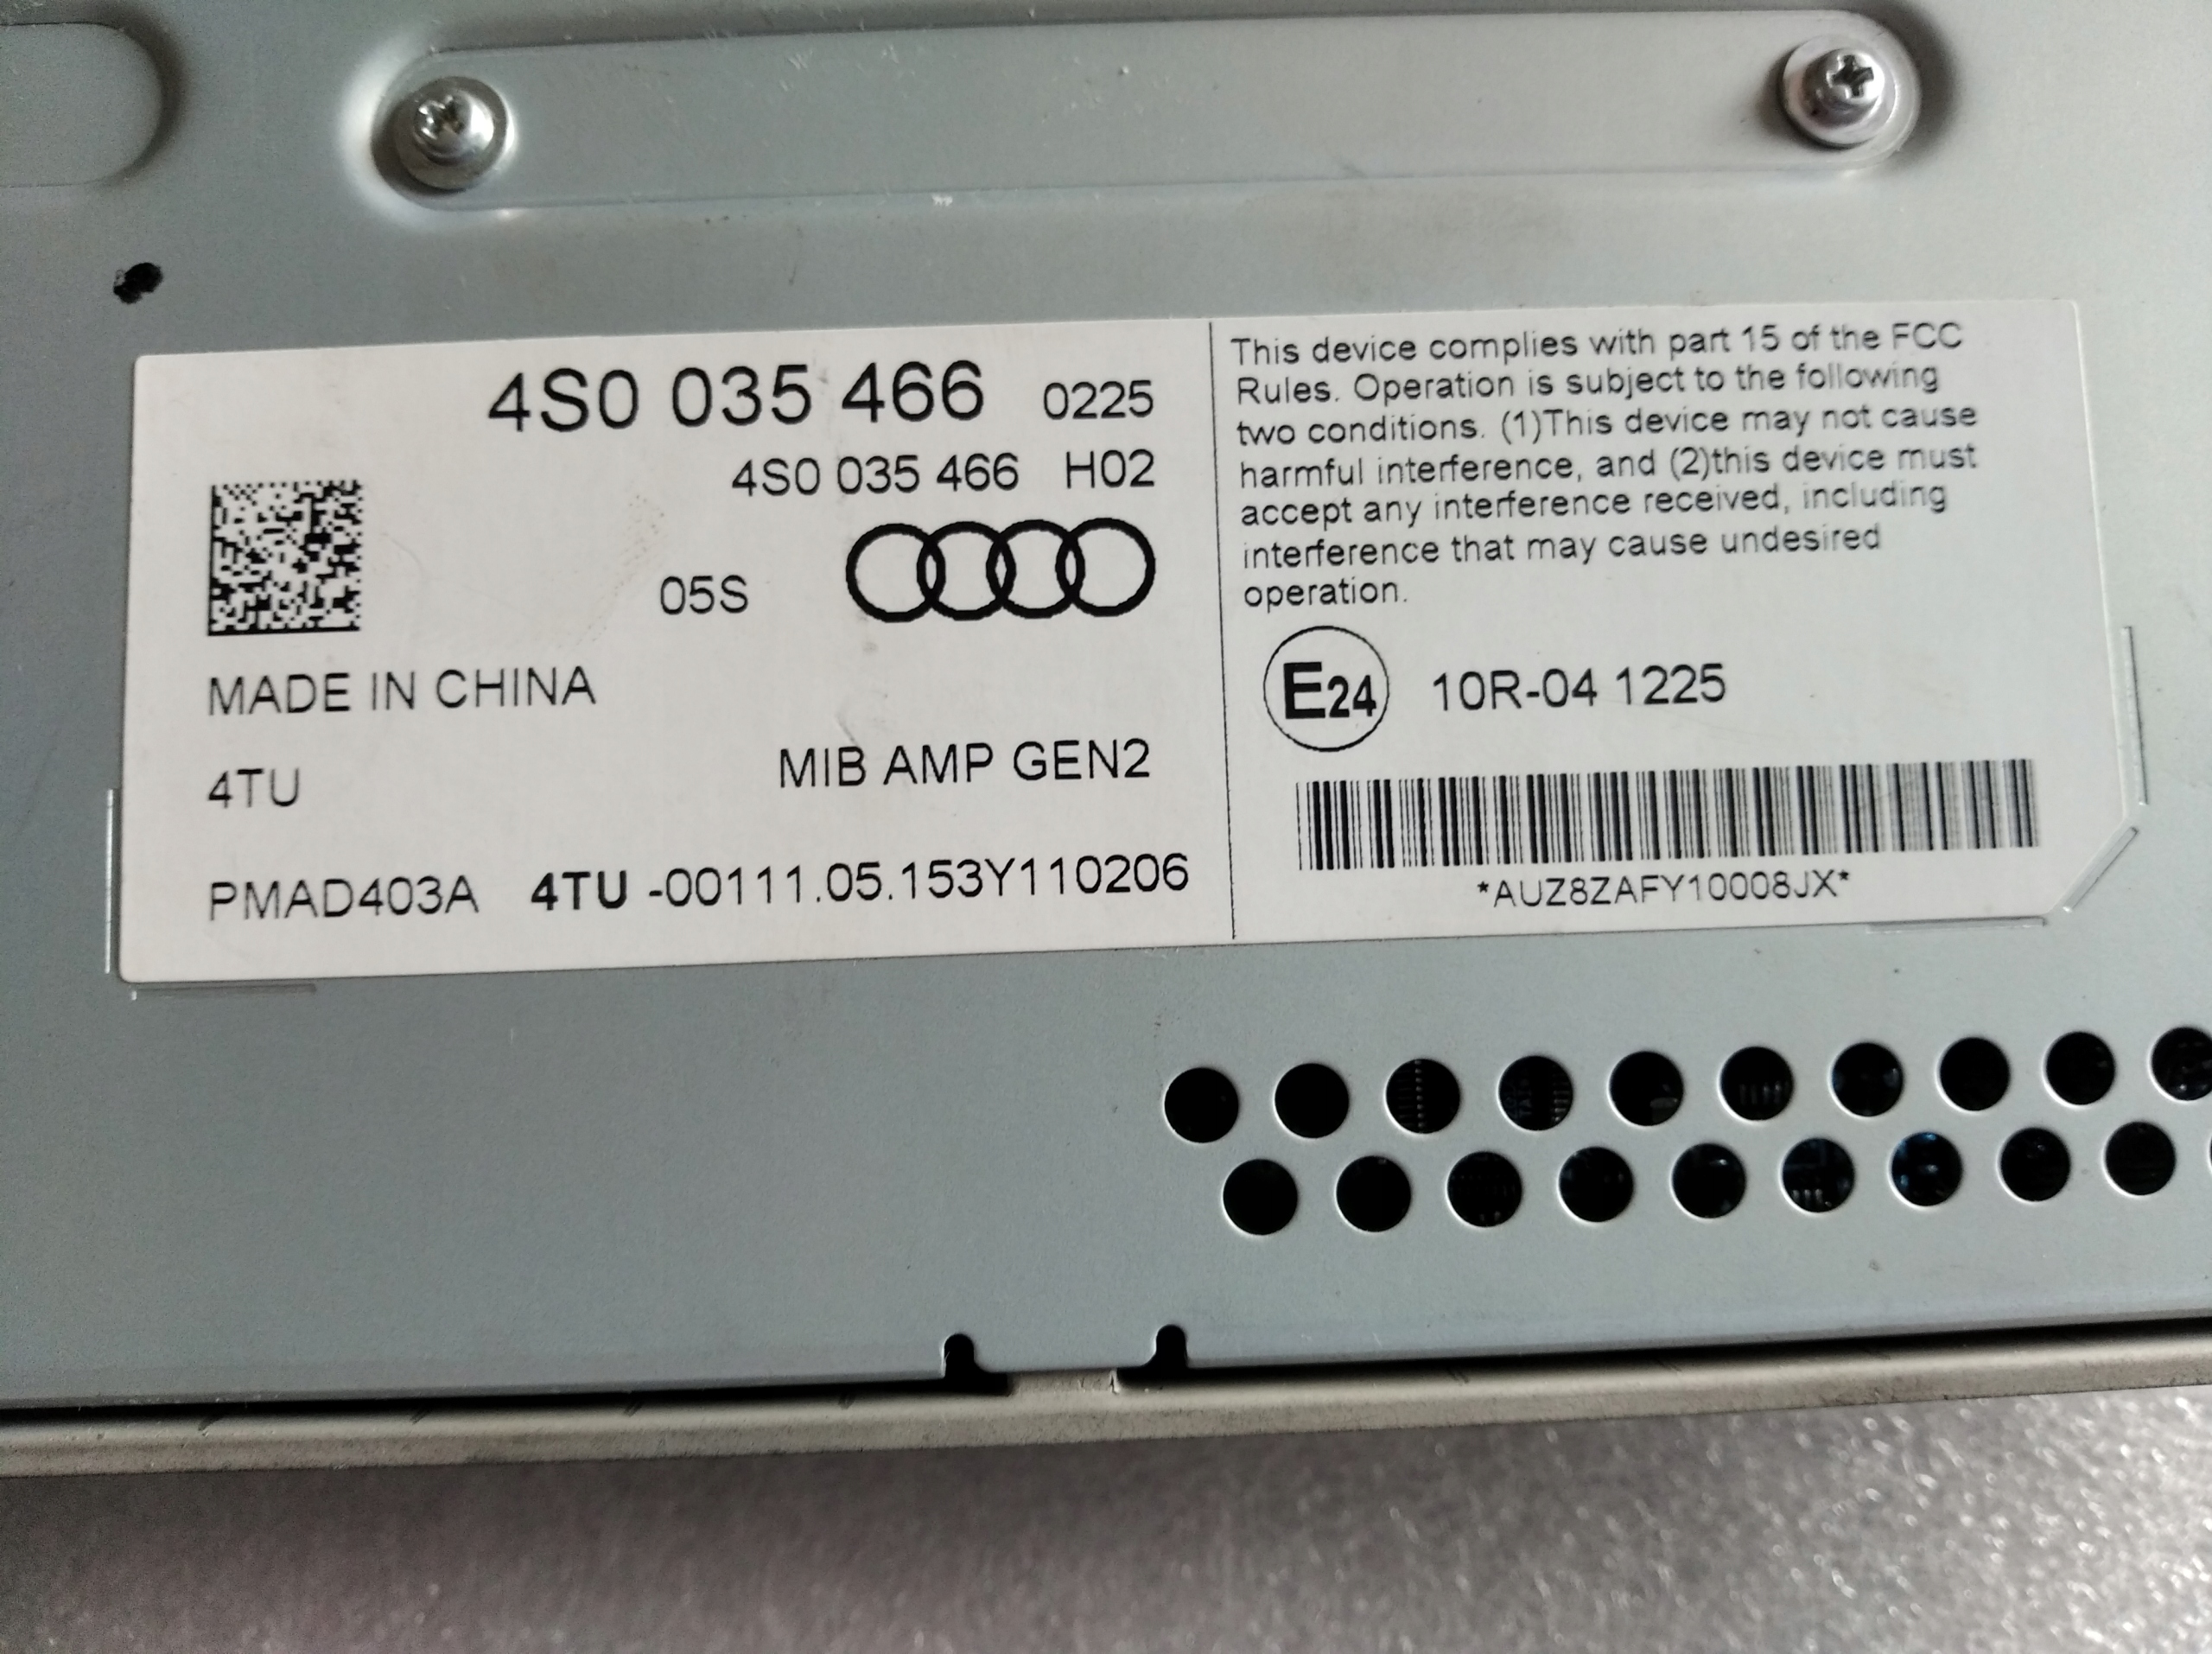 4S0 035 466 0225
4S0 035 466 H02
05S
MADE IN CHINA
4TU
MIB AMP GEN2
PMAD403A 4TU -00111.05.153Y110206
This device complies with part 15 of the FCC
Rules. Operation is subject to the following
two conditions. (1)This device may not cause
harmful interference, and (2)this device must
accept any interference received, including
interference that may cause undesired
operation.
E24 10R-04 1225
*AUZ8ZAFY10008JX*